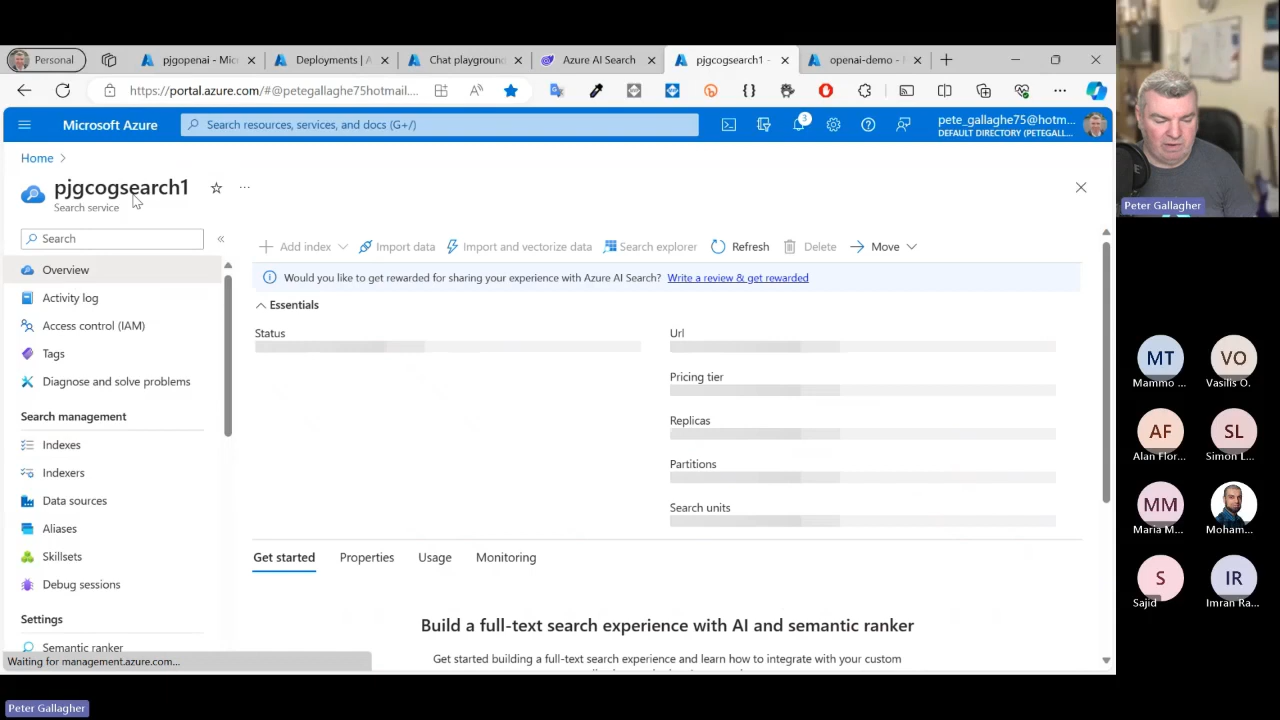 Personal
pjgopenai - Mic
Deployments | A
Chat playground
Azure AI Search
pjgcogsearch1 -
openai-demo -
https://portal.azure.com/#@petegallaghe75hotmail....
Microsoft Azure
Search resources, services, and docs (G+/)
3
pete_gallaghe75@hotm...
DEFAULT DIRECTORY (PETEGALL...
Home
pjgcogsearch1
Search service
Search
Add index
Import data
Import and vectorize data
Search explorer
Refresh
Delete
Move
Overview
Activity log
Access control (IAM)
Tags
Diagnose and solve problems
Search management
Indexes
Indexers
Data sources
Aliases
Skillsets
Debug sessions
Settings
Semantic ranker
Waiting for management.azure.com...
Would you like to get rewarded for sharing your experience with Azure AI Search? Write a review & get rewarded
Essentials
Status
Url
Pricing tier
Replicas
Partitions
Search units
Get started
Properties
Usage
Monitoring
Build a full-text search experience with AI and semantic ranker
Get started building a full-text search experience and learn how to integrate with your custom
Peter Gallagher
MT
Mammo ...
VO
Vasilis O.
AF
Alan Flor...
SL
Simon L...
MM
Maria M...
Moham...
S
Sajid
IR
Imran Ra...
Peter Gallagher